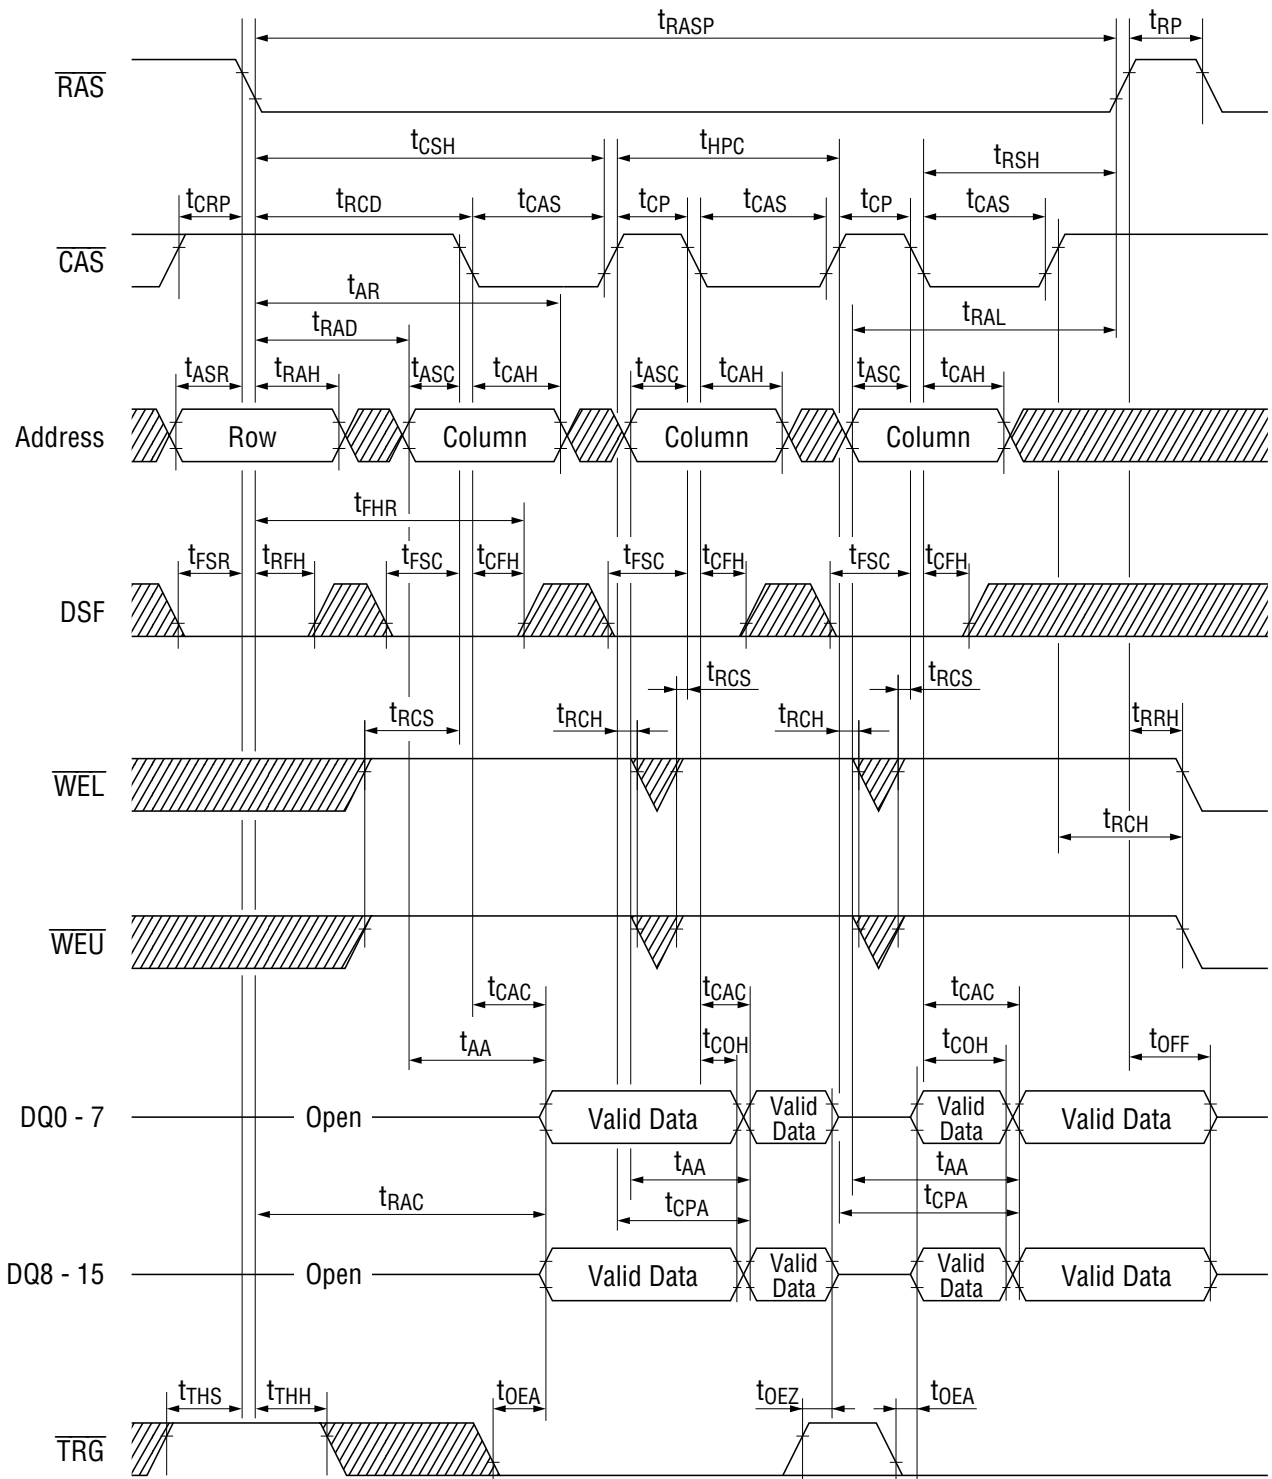 tRASP tRP
RAS
tCSH tHPC tRSH
tCRP tRCD tCAS tCP tCAS tCP tCAS
CAS
tAR
tRAD tRAL
tASR tRAH tASC tCAH tASC tCAH tASC tCAH
Address Row Column Column Column
tFHR
tFSR tRFH tFSC tCFH tFSC tCFH tFSC tCFH
DSF
tRCS tRCS
tRCS tRCH tRCH tRRH
WEL
tRCH
WEU
tCAC tCAC tCAC
tAA tCOH tCOH tOFF
DQ0 - 7 Open Valid Data Valid Data Valid Data Valid Data
tAA tAA
tRAC tCPA tCPA
DQ8 - 15 Open Valid Data Valid Data Valid Data Valid Data
tTHS tTHH tOEA tOEZ tOEA
TRG